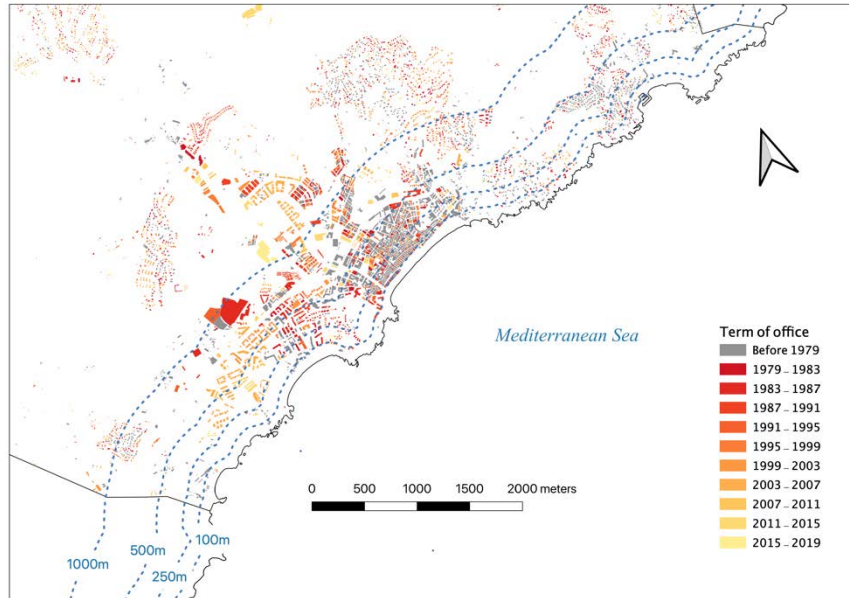 Mediterranean Sea
Term of office
Before 1979
1979 - 1983
1983 - 1987
1987 - 1991
1991 - 1995
1995 - 1999
1999 - 2003
2003 - 2007
2007 - 2011
2011 - 2015
2015 - 2019
0 500 1000 1500 2000 meters
100m
500m
1000m
250m